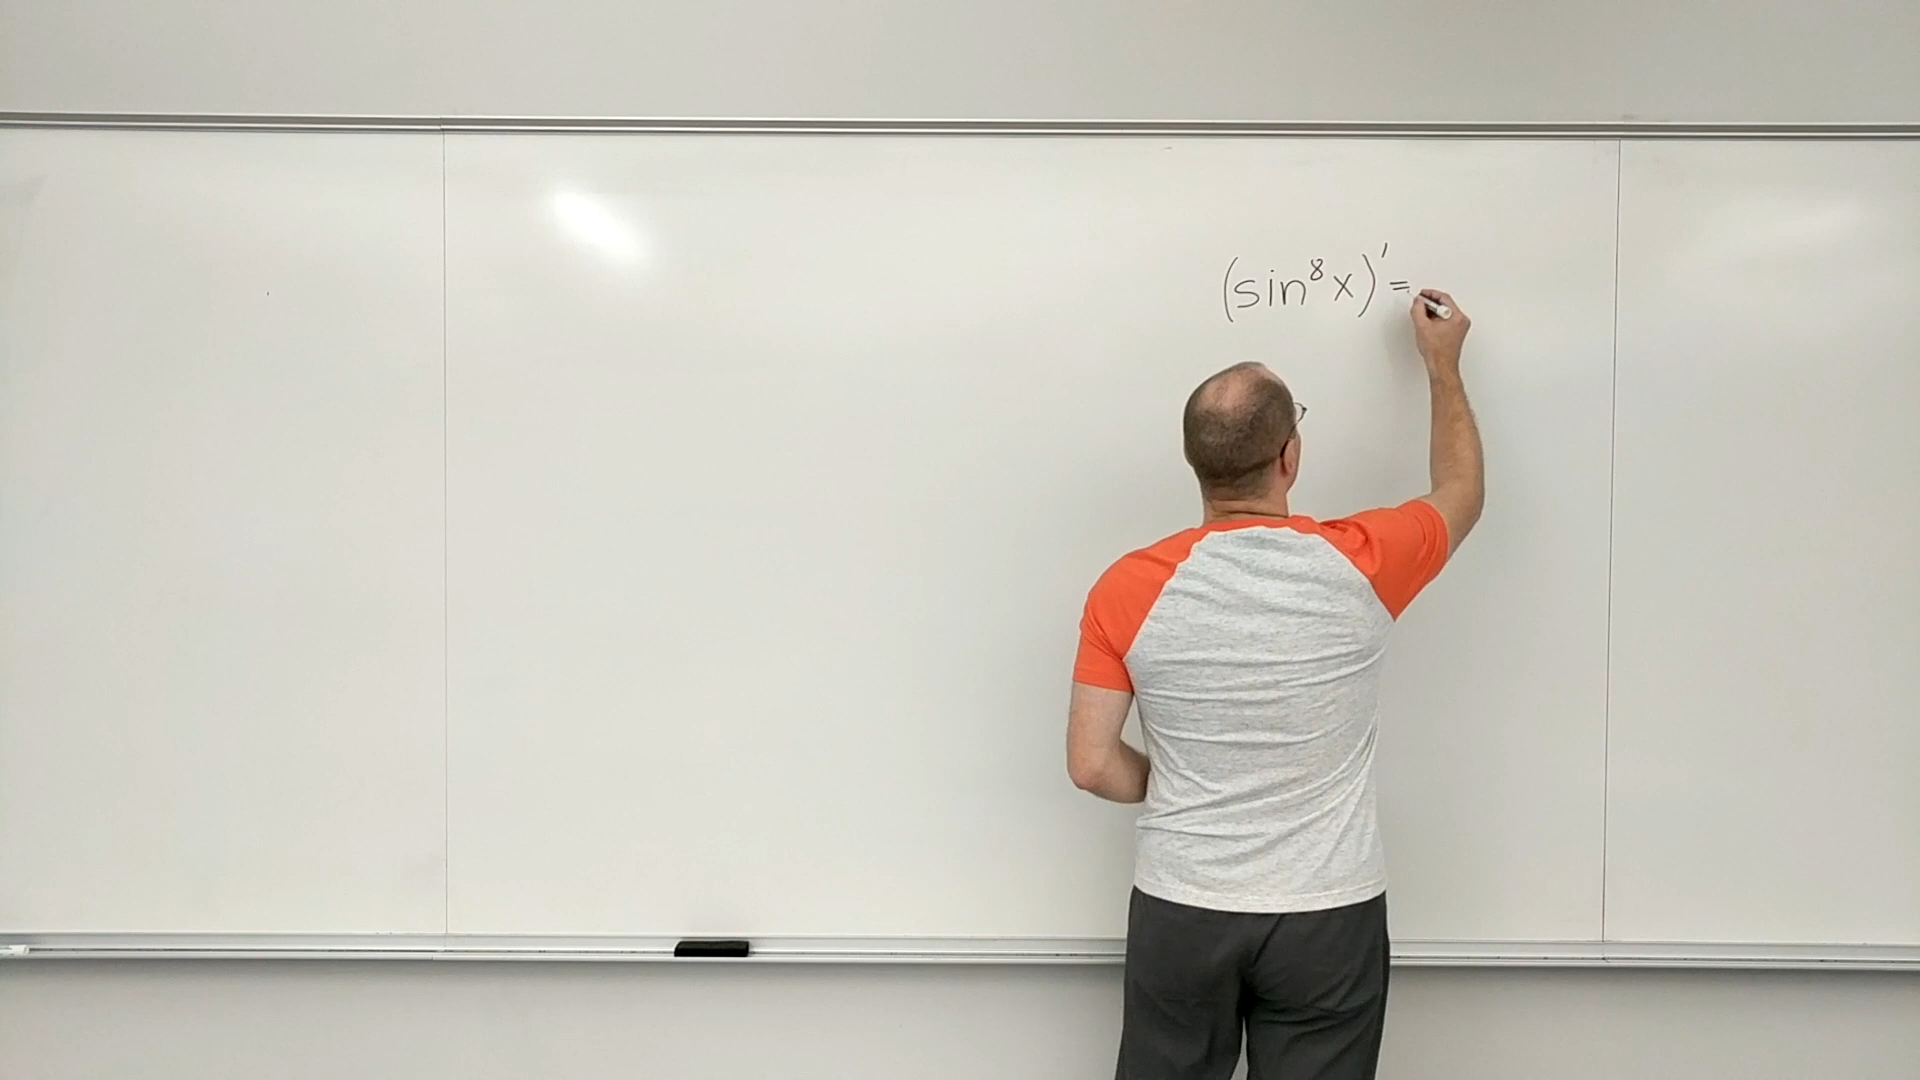 (sin⁸x)' =